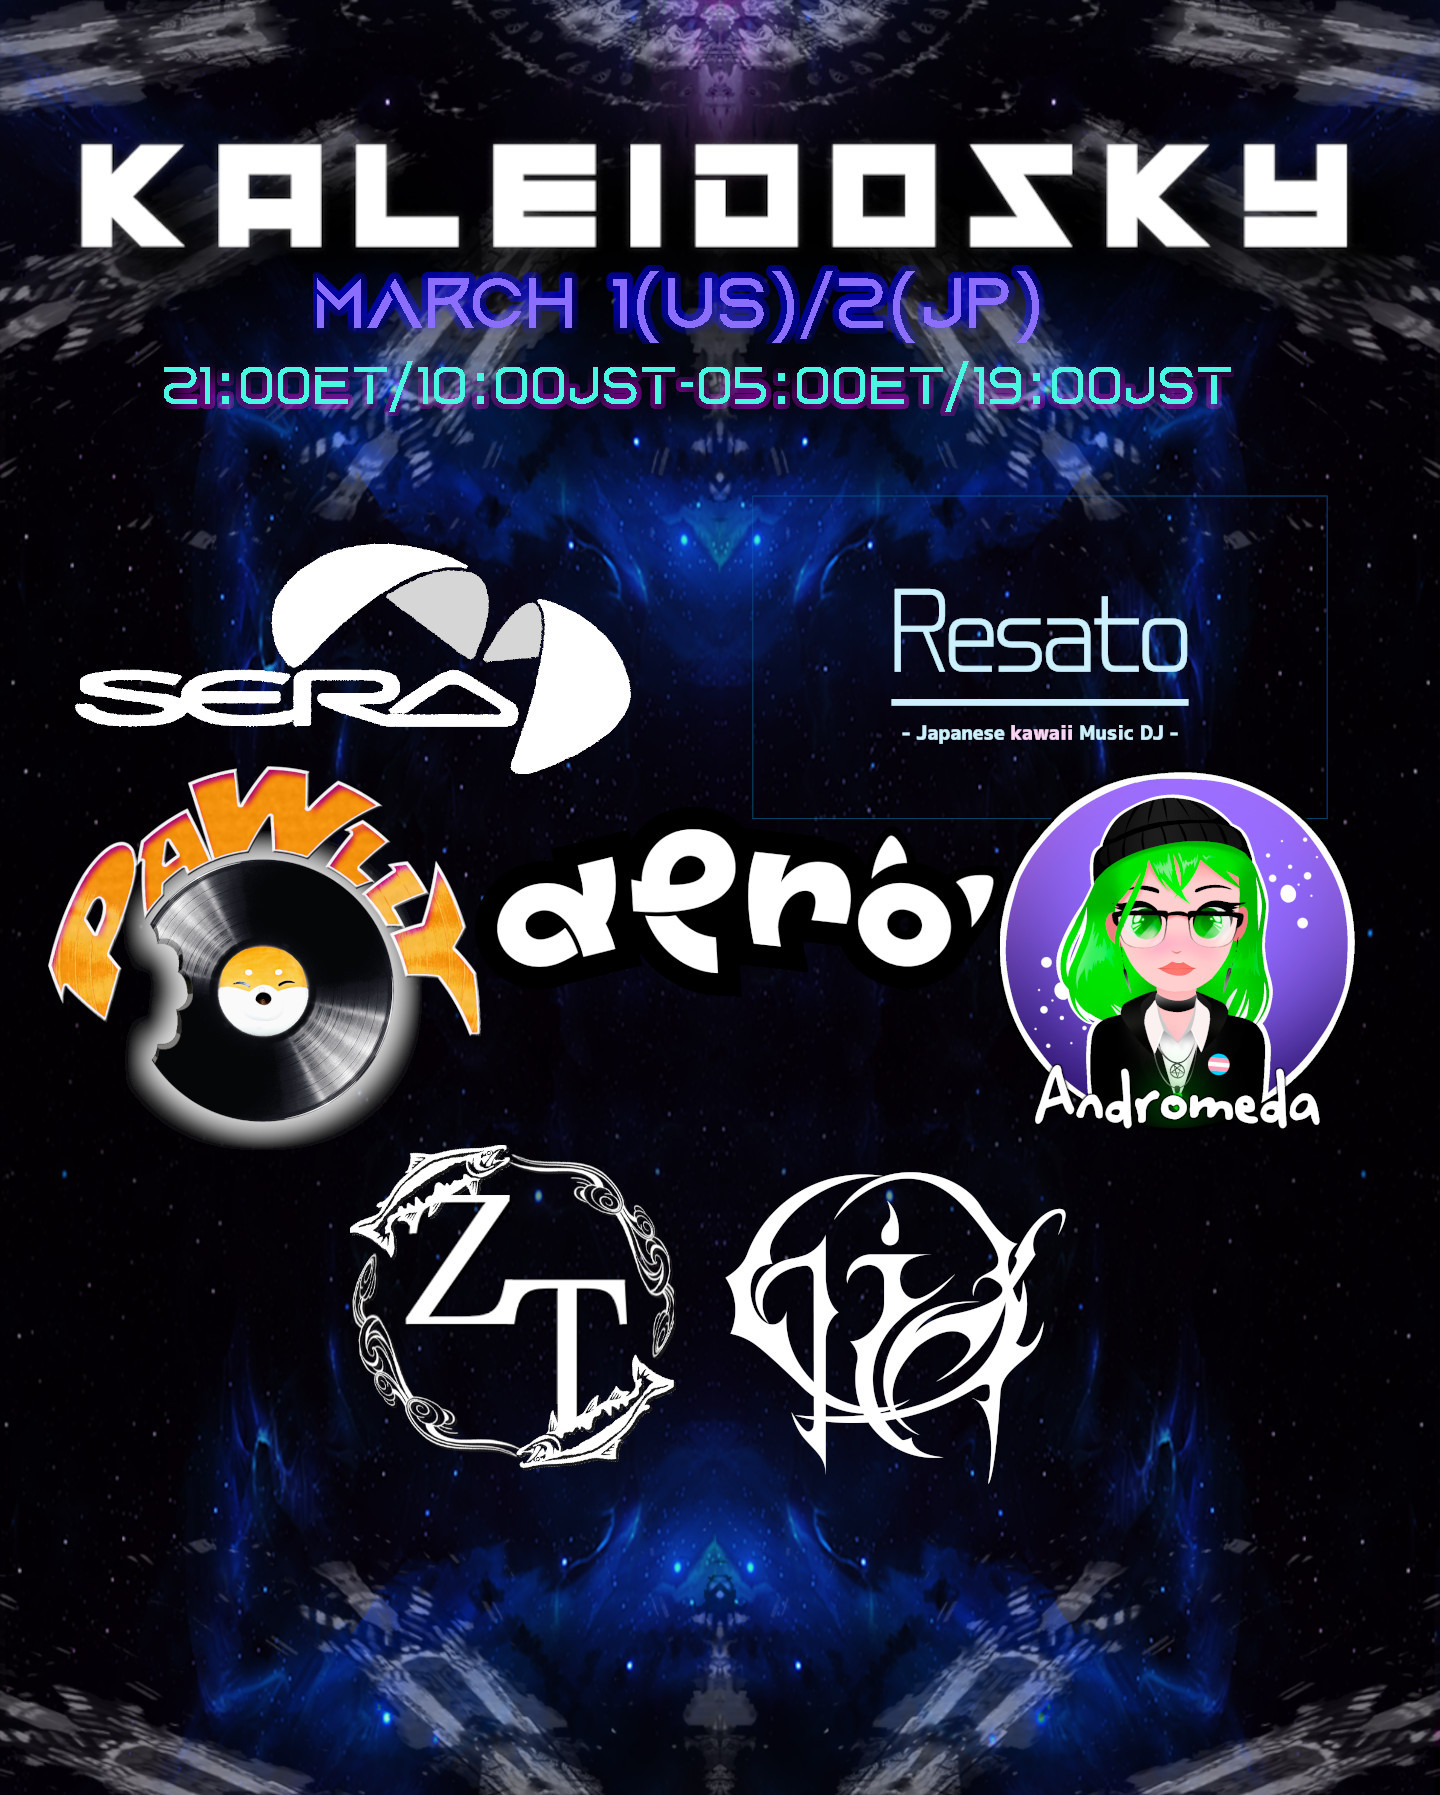 KALEIDOSKY
MARCH 1(US)/2(JP)
21:00ET/10:00JST-05:00ET/19:00JST
SERA
Resato
- Japanese kawaii Music DJ -
PAWLLY
aero
Andromeda
ZT